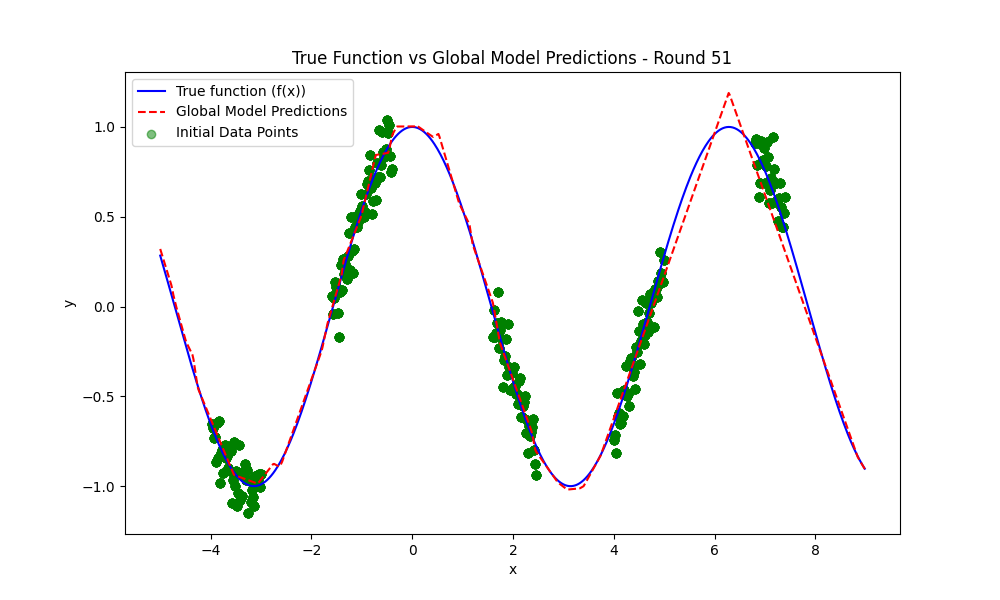 True Function vs Global Model Predictions - Round 51
True function (f(x))
Global Model Predictions
Initial Data Points
1.0
0.5
0.0
−0.5
−1.0
y
−4
−2
0
2
4
6
8
x